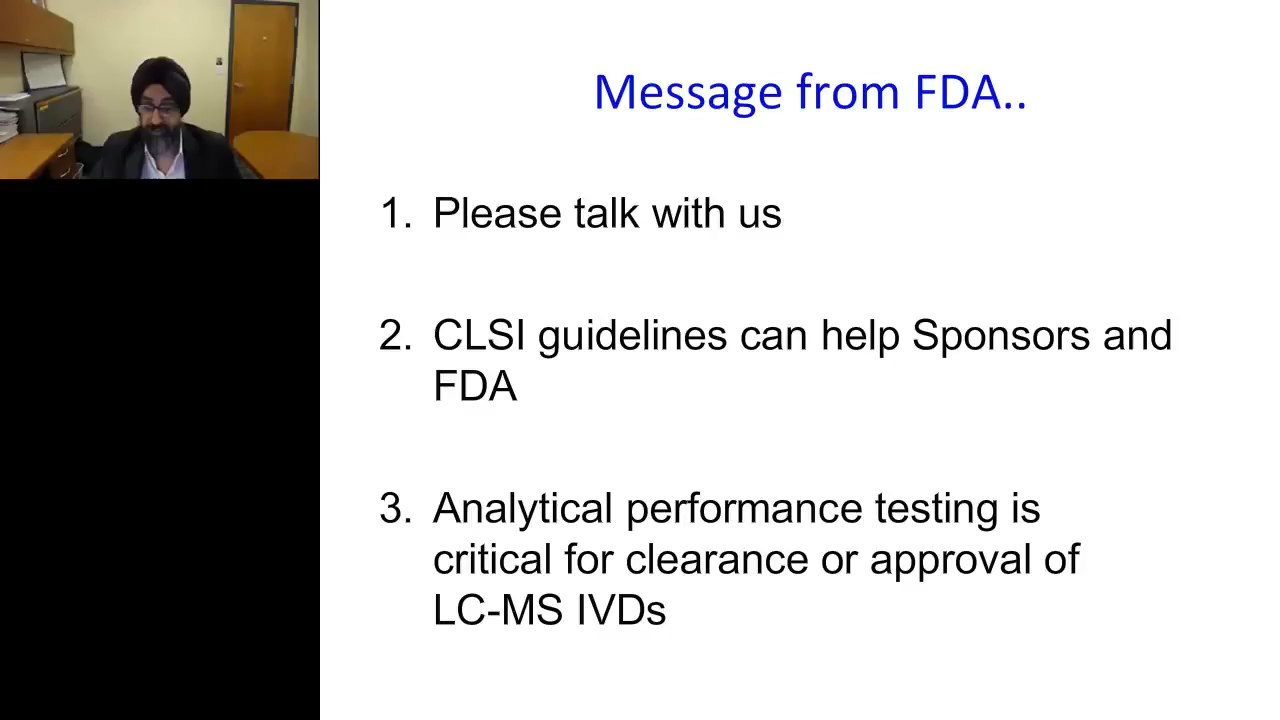 Message from FDA..
1. Please talk with us
2. CLSI guidelines can help Sponsors and
FDA
3. Analytical performance testing is
critical for clearance or approval of
LC-MS IVDs